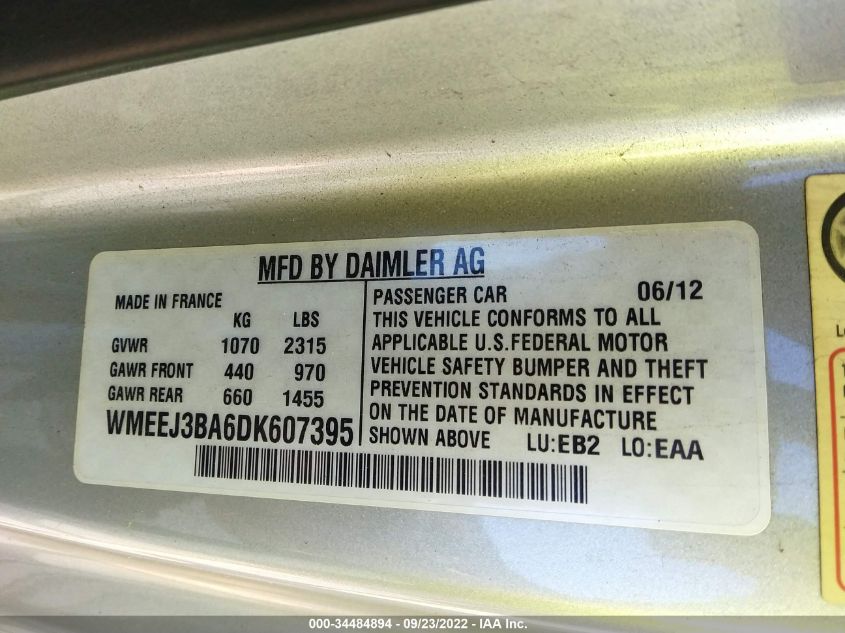 MFD BY DAIMLER AG
MADE IN FRANCE
KG LBS
GVWR 1070 2315
GAWR FRONT 440 970
GAWR REAR 660 1455
WMEEJ3BA6DK607395
PASSENGER CAR 06/12
THIS VEHICLE CONFORMS TO ALL
APPLICABLE U.S.FEDERAL MOTOR
VEHICLE SAFETY BUMPER AND THEFT
PREVENTION STANDARDS IN EFFECT
ON THE DATE OF MANUFACTURE
SHOWN ABOVE LU:EB2 LO:EAA
000-34484894 - 09/23/2022 - IAA Inc.